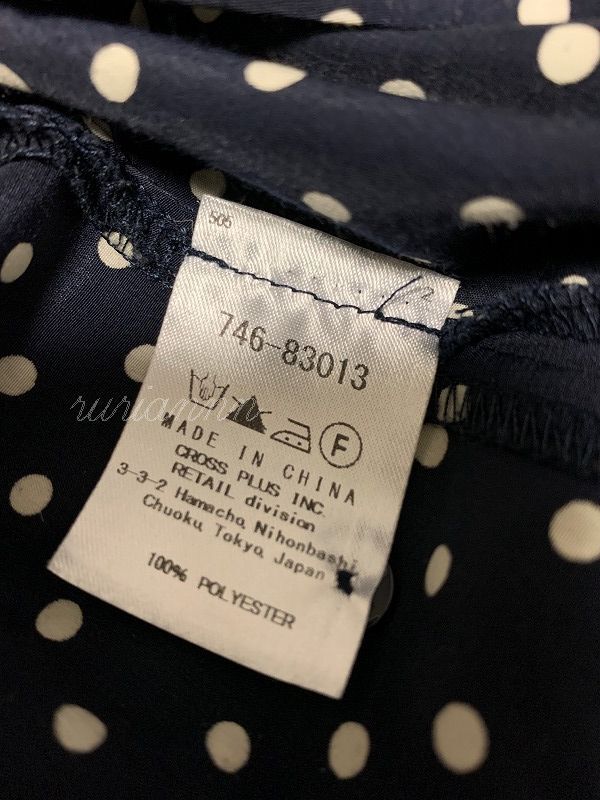 505
746-83013
F
MADE IN CHINA
CROSS PLUS INC.
RETAIL division
3-3-2 Hamacho, Nihonbashi
Chuoku, Tokyo, Japan
100% POLYESTER